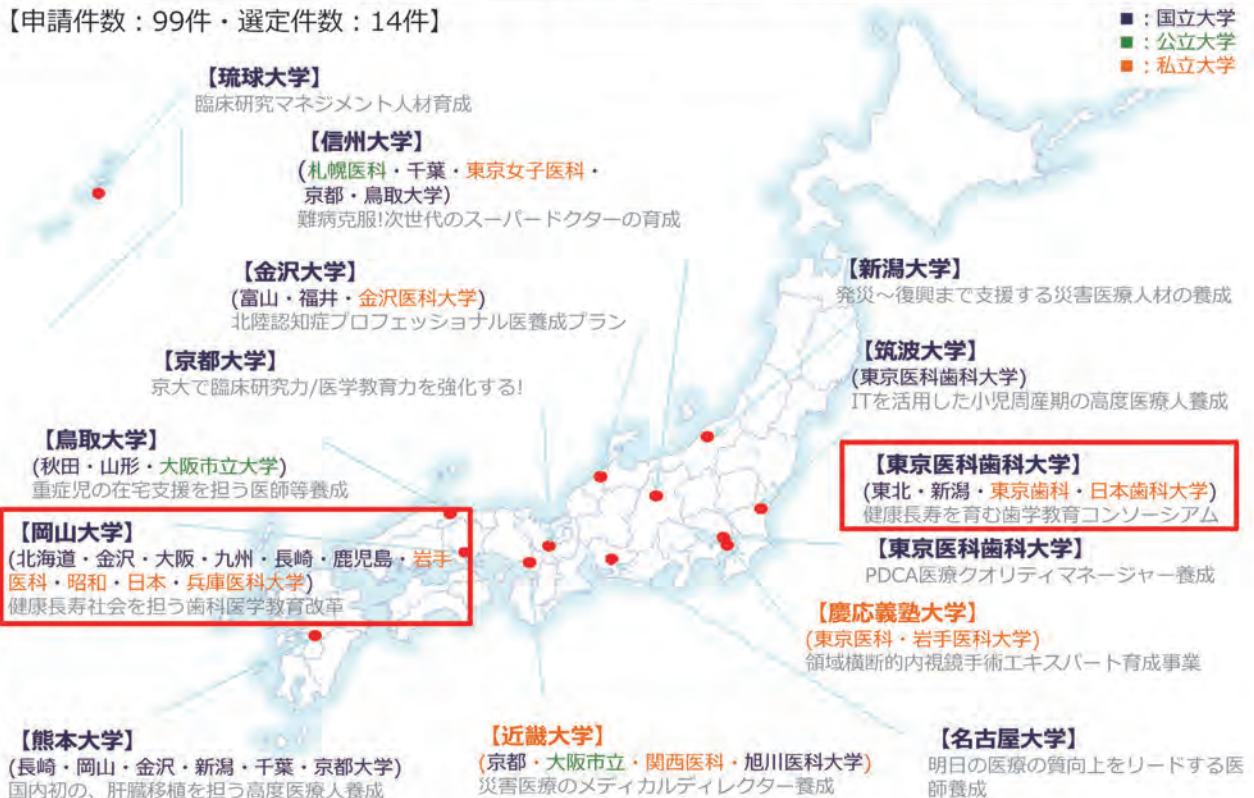 【申請件数：99件・選定件数：14件】
■：国立大学
■：公立大学
■：私立大学
【琉球大学】
臨床研究マネジメント人材育成
【信州大学】
(札幌医科・千葉・東京女子医科・
京都・鳥取大学)
難病克服!次世代のスーパードクターの育成
【金沢大学】
(富山・福井・金沢医科大学)
北陸認知症プロフェッショナル医養成プラン
【京都大学】
京大で臨床研究力/医学教育力を強化する!
【鳥取大学】
(秋田・山形・大阪市立大学)
重症児の在宅支援を担う医師等養成
【岡山大学】
(北海道・金沢・大阪・九州・長崎・鹿児島・岩手
医科・昭和・日本・兵庫医科大学)
健康長寿社会を担う歯科医学教育改革
【熊本大学】
(長崎・岡山・金沢・新潟・千葉・京都大学)
国内初の、肝臓移植を担う高度医療人養成
【近畿大学】
(京都・大阪市立・関西医科・旭川医科大学)
災害医療のメディカルディレクター養成
【新潟大学】
発災～復興まで支援する災害医療人材の養成
【筑波大学】
(東京医科歯科大学)
ITを活用した小児周産期の高度医療人養成
【東京医科歯科大学】
(東北・新潟・東京歯科・日本歯科大学)
健康長寿を育む歯学教育コンソーシアム
【東京医科歯科大学】
PDCA医療クオリティマネージャー養成
【慶応義塾大学】
(東京医科・岩手医科大学)
領域横断的内視鏡手術エキスパート育成事業
【名古屋大学】
明日の医療の質向上をリードする医
師養成